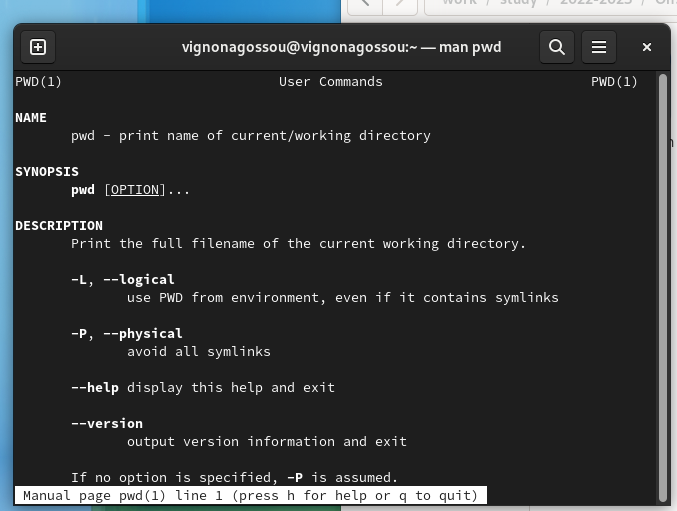 work / study / 2022-2023 /
vignonagossou@vignonagossou:~ — man pwd
PWD(1) User Commands PWD(1)
NAME
pwd - print name of current/working directory
SYNOPSIS
pwd [OPTION]...
DESCRIPTION
Print the full filename of the current working directory.
-L, --logical
use PWD from environment, even if it contains symlinks
-P, --physical
avoid all symlinks
--help display this help and exit
--version
output version information and exit
If no option is specified, -P is assumed.
Manual page pwd(1) line 1 (press h for help or q to quit)